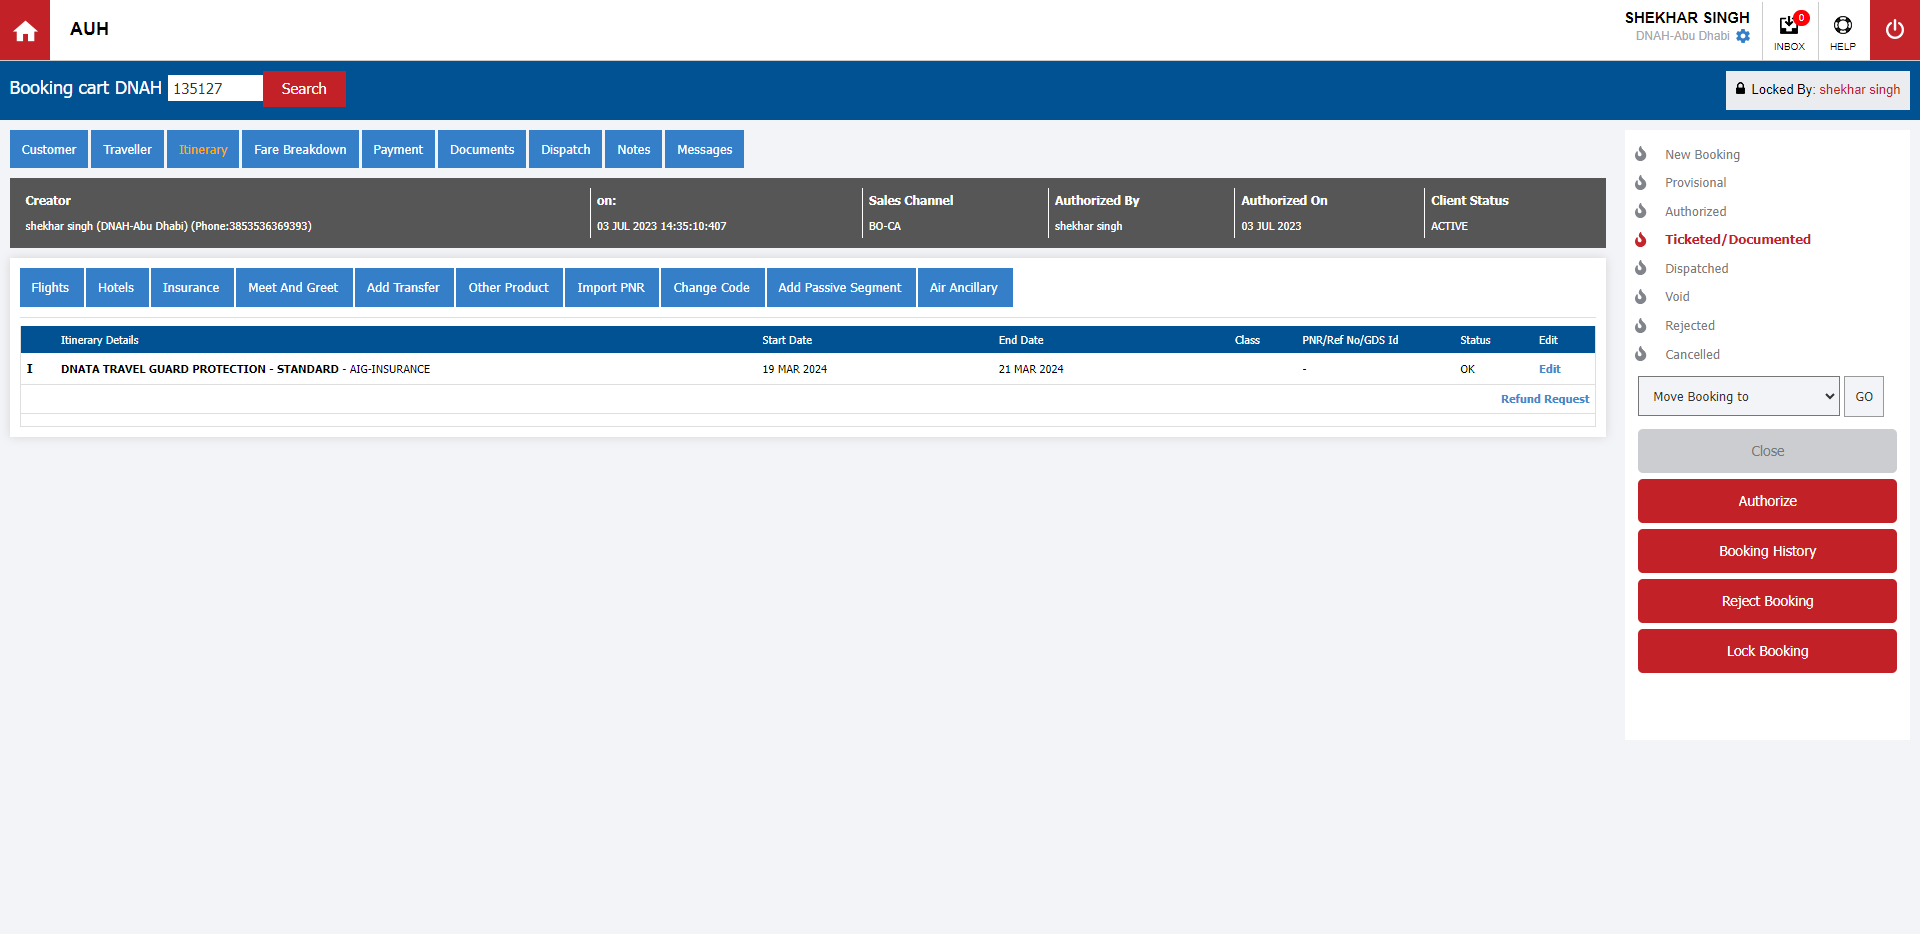 AUH
SHEKHAR SINGH
DNAH-Abu Dhabi
0
INBOX
HELP
Booking cart DNAH 135127 Search
Locked By: shekhar singh
Customer Traveller Itinerary Fare Breakdown Payment Documents Dispatch Notes Messages
Creator on: Sales Channel Authorized By Authorized On Client Status
shekhar singh (DNAH-Abu Dhabi) (Phone:3853536369393) 03 JUL 2023 14:35:10:407 BO-CA shekhar singh 03 JUL 2023 ACTIVE
Flights Hotels Insurance Meet And Greet Add Transfer Other Product Import PNR Change Code Add Passive Segment Air Ancillary
Itinerary Details Start Date End Date Class PNR/Ref No/GDS Id Status Edit
I DNATA TRAVEL GUARD PROTECTION - STANDARD - AIG-INSURANCE 19 MAR 2024 21 MAR 2024 - OK Edit
Refund Request
New Booking
Provisional
Authorized
Ticketed/Documented
Dispatched
Void
Rejected
Cancelled
Move Booking to GO
Close
Authorize
Booking History
Reject Booking
Lock Booking